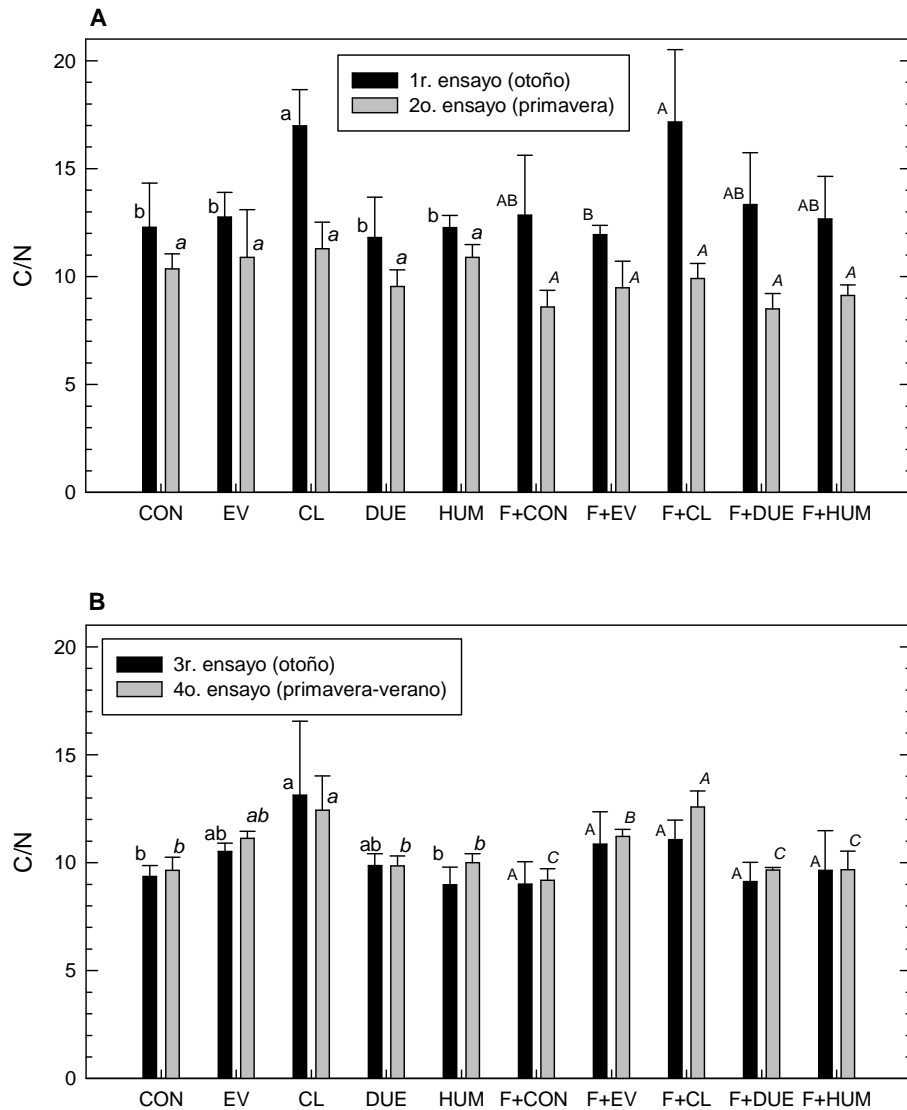 A
20
15
10
5
0
C/N
1r. ensayo (otoño)
2o. ensayo (primavera)
b a b a a a b a b a AB A B A A A AB A AB A
CON EV CL DUE HUM F+CON F+EV F+CL F+DUE F+HUM
B
20
15
10
5
0
C/N
3r. ensayo (otoño)
4o. ensayo (primavera-verano)
b b ab ab a a ab b b b A C A B A A A C A C
CON EV CL DUE HUM F+CON F+EV F+CL F+DUE F+HUM